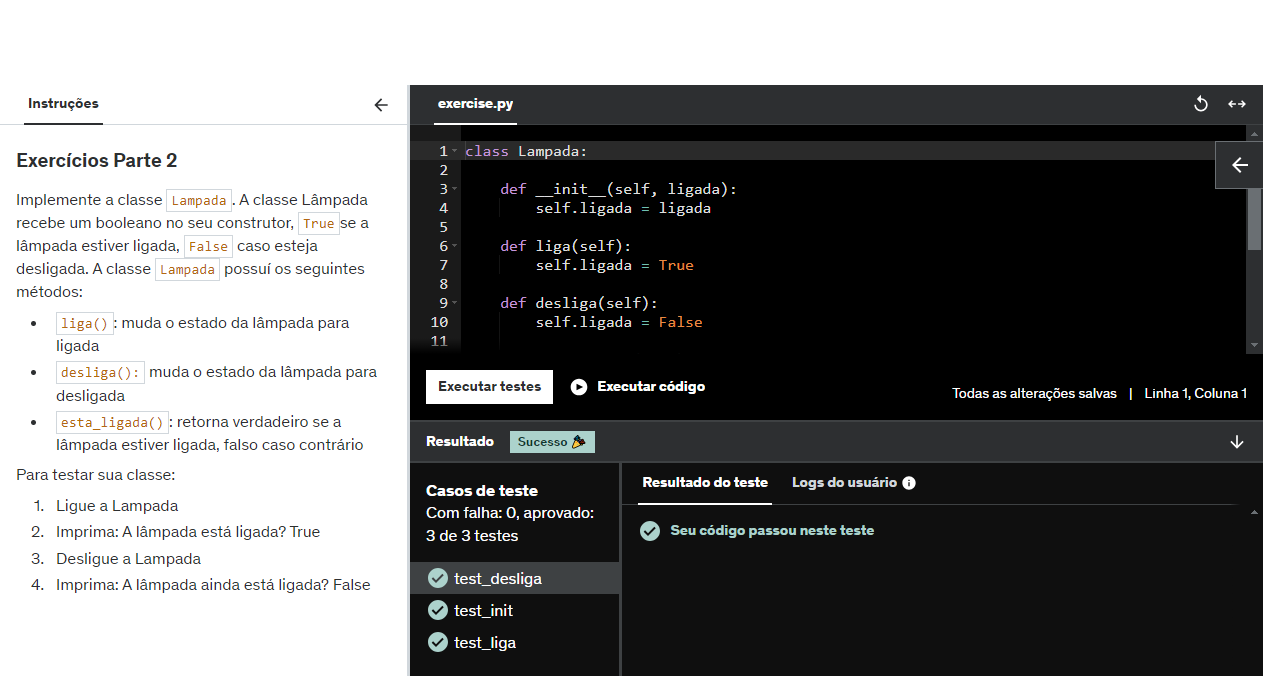 Instruções
Exercícios Parte 2
Implemente a classe Lampada. A classe Lâmpada
recebe um booleano no seu construtor, True se a
lâmpada estiver ligada, False caso esteja
desligada. A classe Lampada possuí os seguintes
métodos:
liga(): muda o estado da lâmpada para
ligada
desliga(): muda o estado da lâmpada para
desligada
esta_ligada(): retorna verdadeiro se a
lâmpada estiver ligada, falso caso contrário
Para testar sua classe:
1. Ligue a Lampada
2. Imprima: A lâmpada está ligada? True
3. Desligue a Lampada
4. Imprima: A lâmpada ainda está ligada? False
exercise.py
1 class Lampada:
2
3 def __init__(self, ligada):
4 self.ligada = ligada
5
6 def liga(self):
7 self.ligada = True
8
9 def desliga(self):
10 self.ligada = False
11
Executar testes Executar código Todas as alterações salvas | Linha 1, Coluna 1
Resultado Sucesso
Casos de teste
Com falha: 0, aprovado:
3 de 3 testes
test_desliga
test_init
test_liga
Resultado do teste Logs do usuário
Seu código passou neste teste